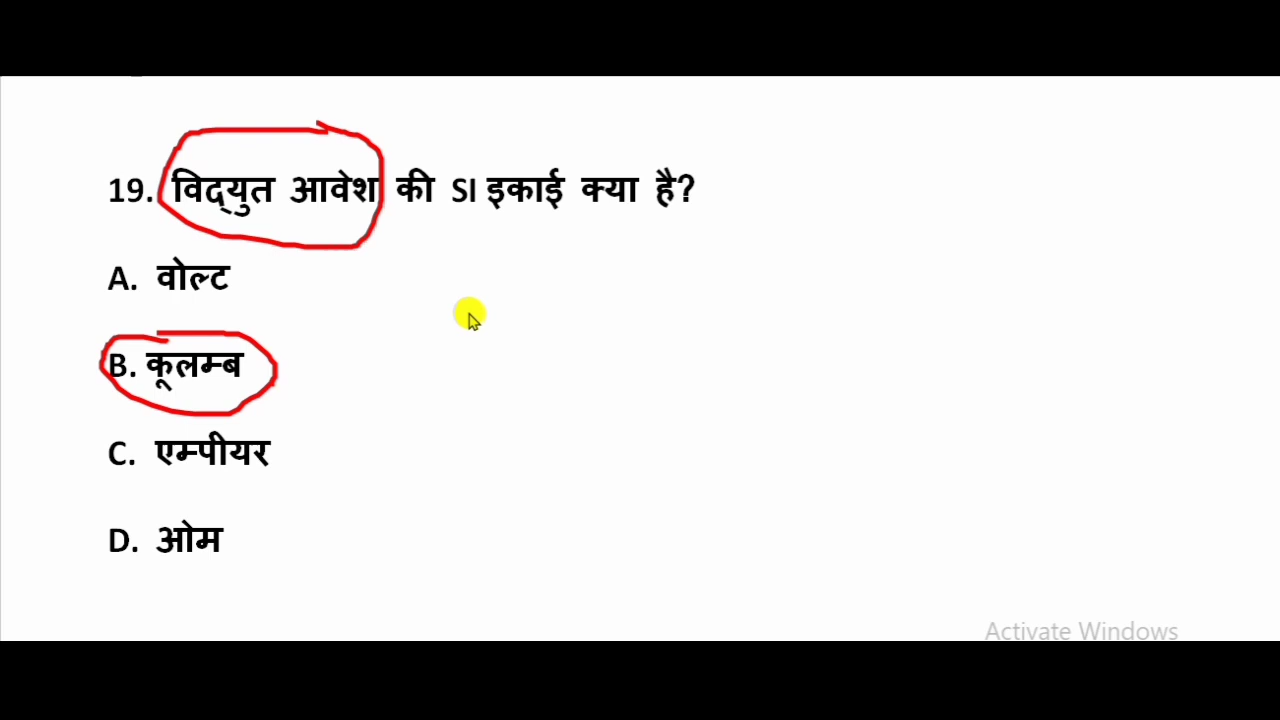 19. विद्युत आवेश की SI इकाई क्या है?
A. वोल्ट
B. कूलम्ब
C. एम्पीयर
D. ओम
Activate Windows